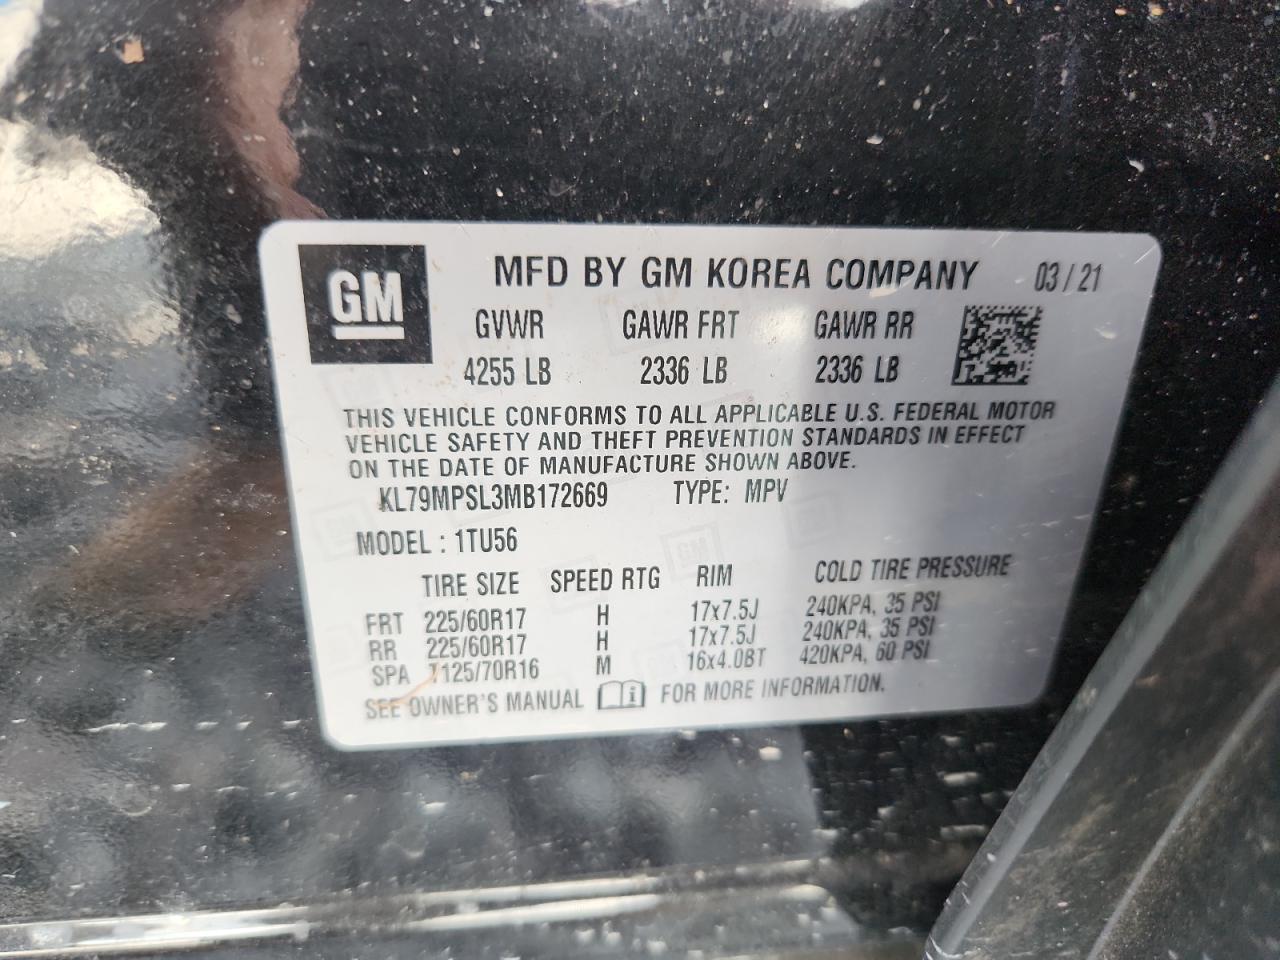 GM
MFD BY GM KOREA COMPANY 03 / 21
GVWR GAWR FRT GAWR RR
4255 LB 2336 LB 2336 LB
THIS VEHICLE CONFORMS TO ALL APPLICABLE U.S. FEDERAL MOTOR
VEHICLE SAFETY AND THEFT PREVENTION STANDARDS IN EFFECT
ON THE DATE OF MANUFACTURE SHOWN ABOVE.
KL79MPSL3MB172669 TYPE: MPV
MODEL : 1TU56
TIRE SIZE SPEED RTG RIM COLD TIRE PRESSURE
FRT 225/60R17 H 17x7.5J 240KPA, 35 PSI
RR 225/60R17 H 17x7.5J 240KPA, 35 PSI
SPA T125/70R16 M 16x4.0BT 420KPA, 60 PSI
SEE OWNER'S MANUAL i FOR MORE INFORMATION.